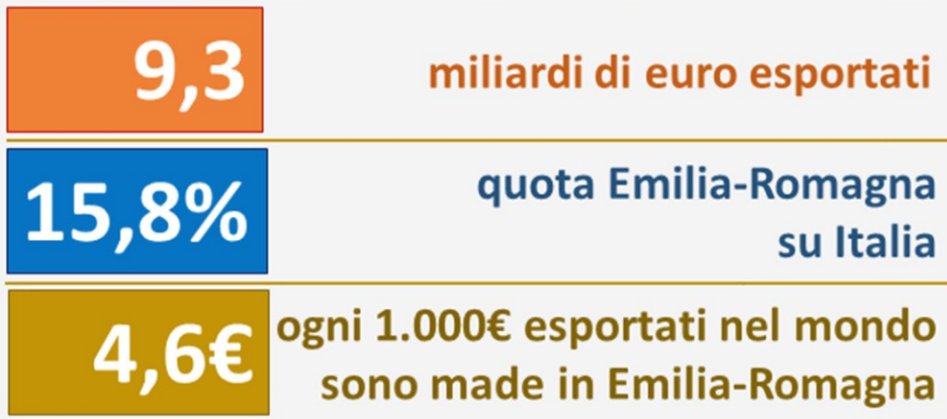 9,3
miliardi di euro esportati
15,8%
quota Emilia-Romagna
su Italia
4,6€
ogni 1.000€ esportati nel mondo
sono made in Emilia-Romagna